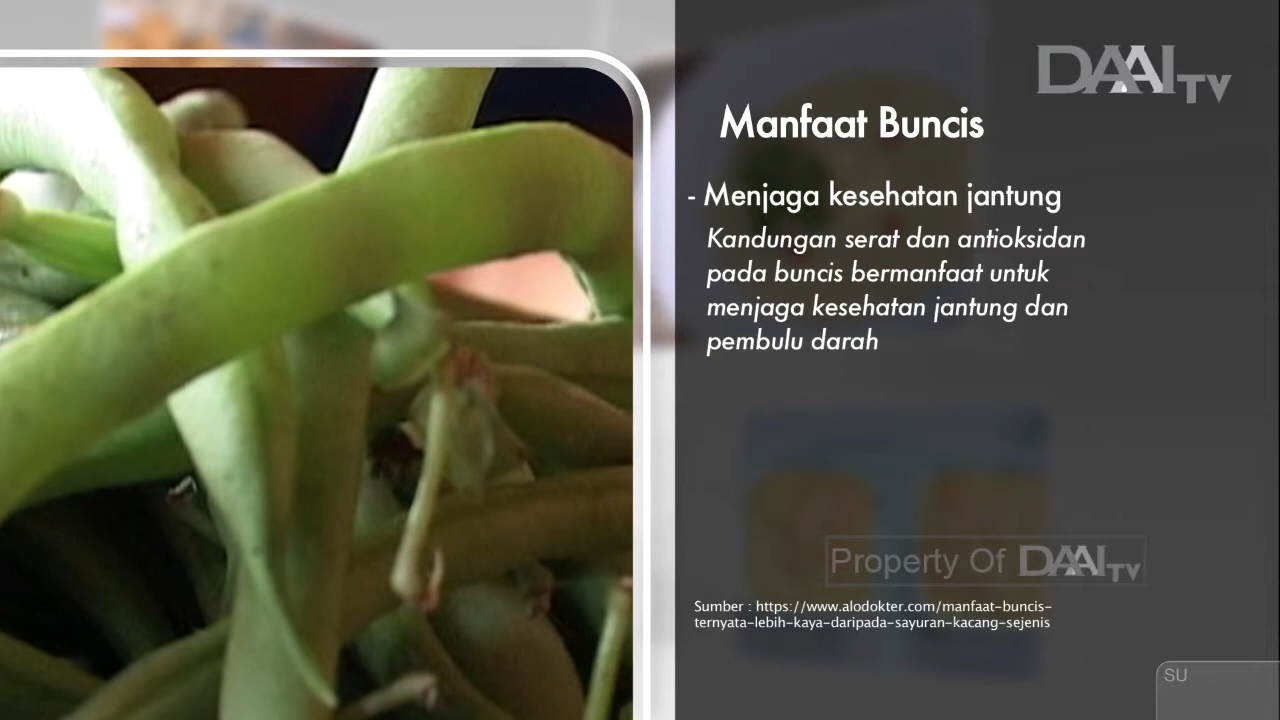 DAAI TV
Manfaat Buncis
- Menjaga kesehatan jantung
Kandungan serat dan antioksidan
pada buncis bermanfaat untuk
menjaga kesehatan jantung dan
pembulu darah
Property Of DAAI TV
Sumber : https://www.alodokter.com/manfaat-buncis-
ternyata-lebih-kaya-daripada-sayuran-kacang-sejenis
SU